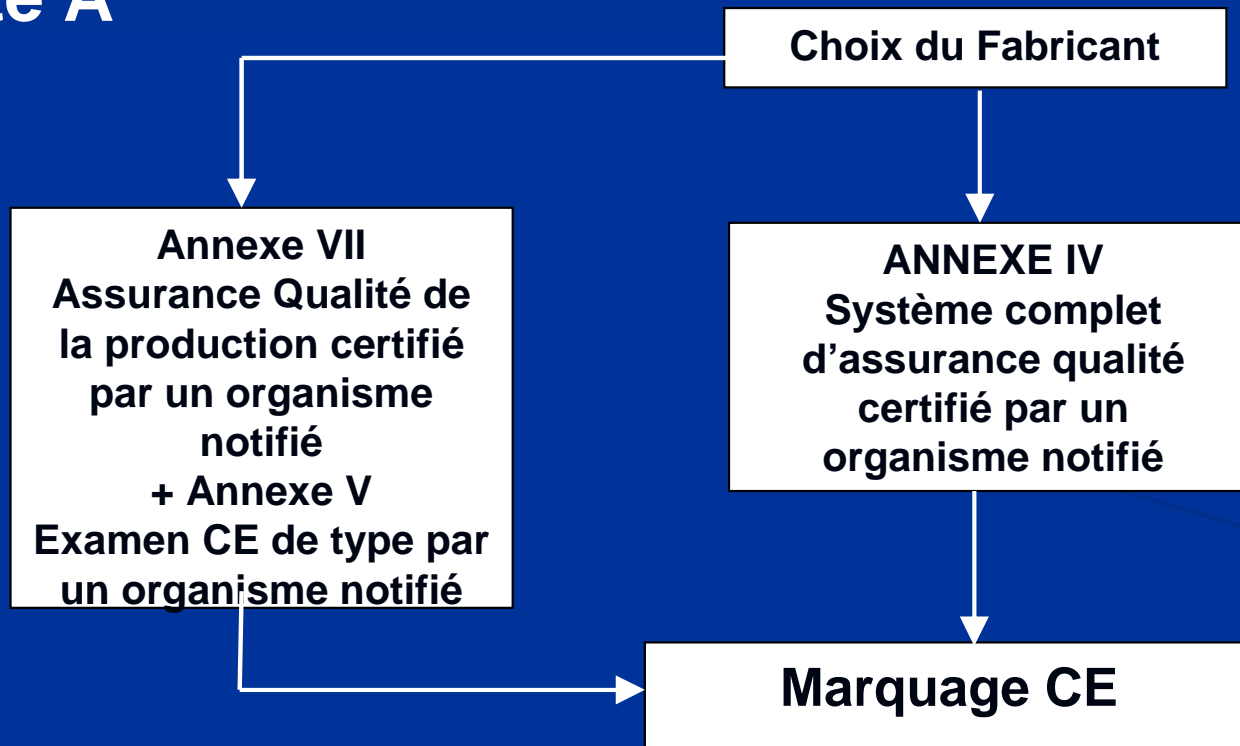 A
Choix du Fabricant
Annexe VII
Assurance Qualité de
la production certifié
par un organisme
notifié
+ Annexe V
Examen CE de type par
un organisme notifié
ANNEXE IV
Système complet
d’assurance qualité
certifié par un
organisme notifié
Marquage CE